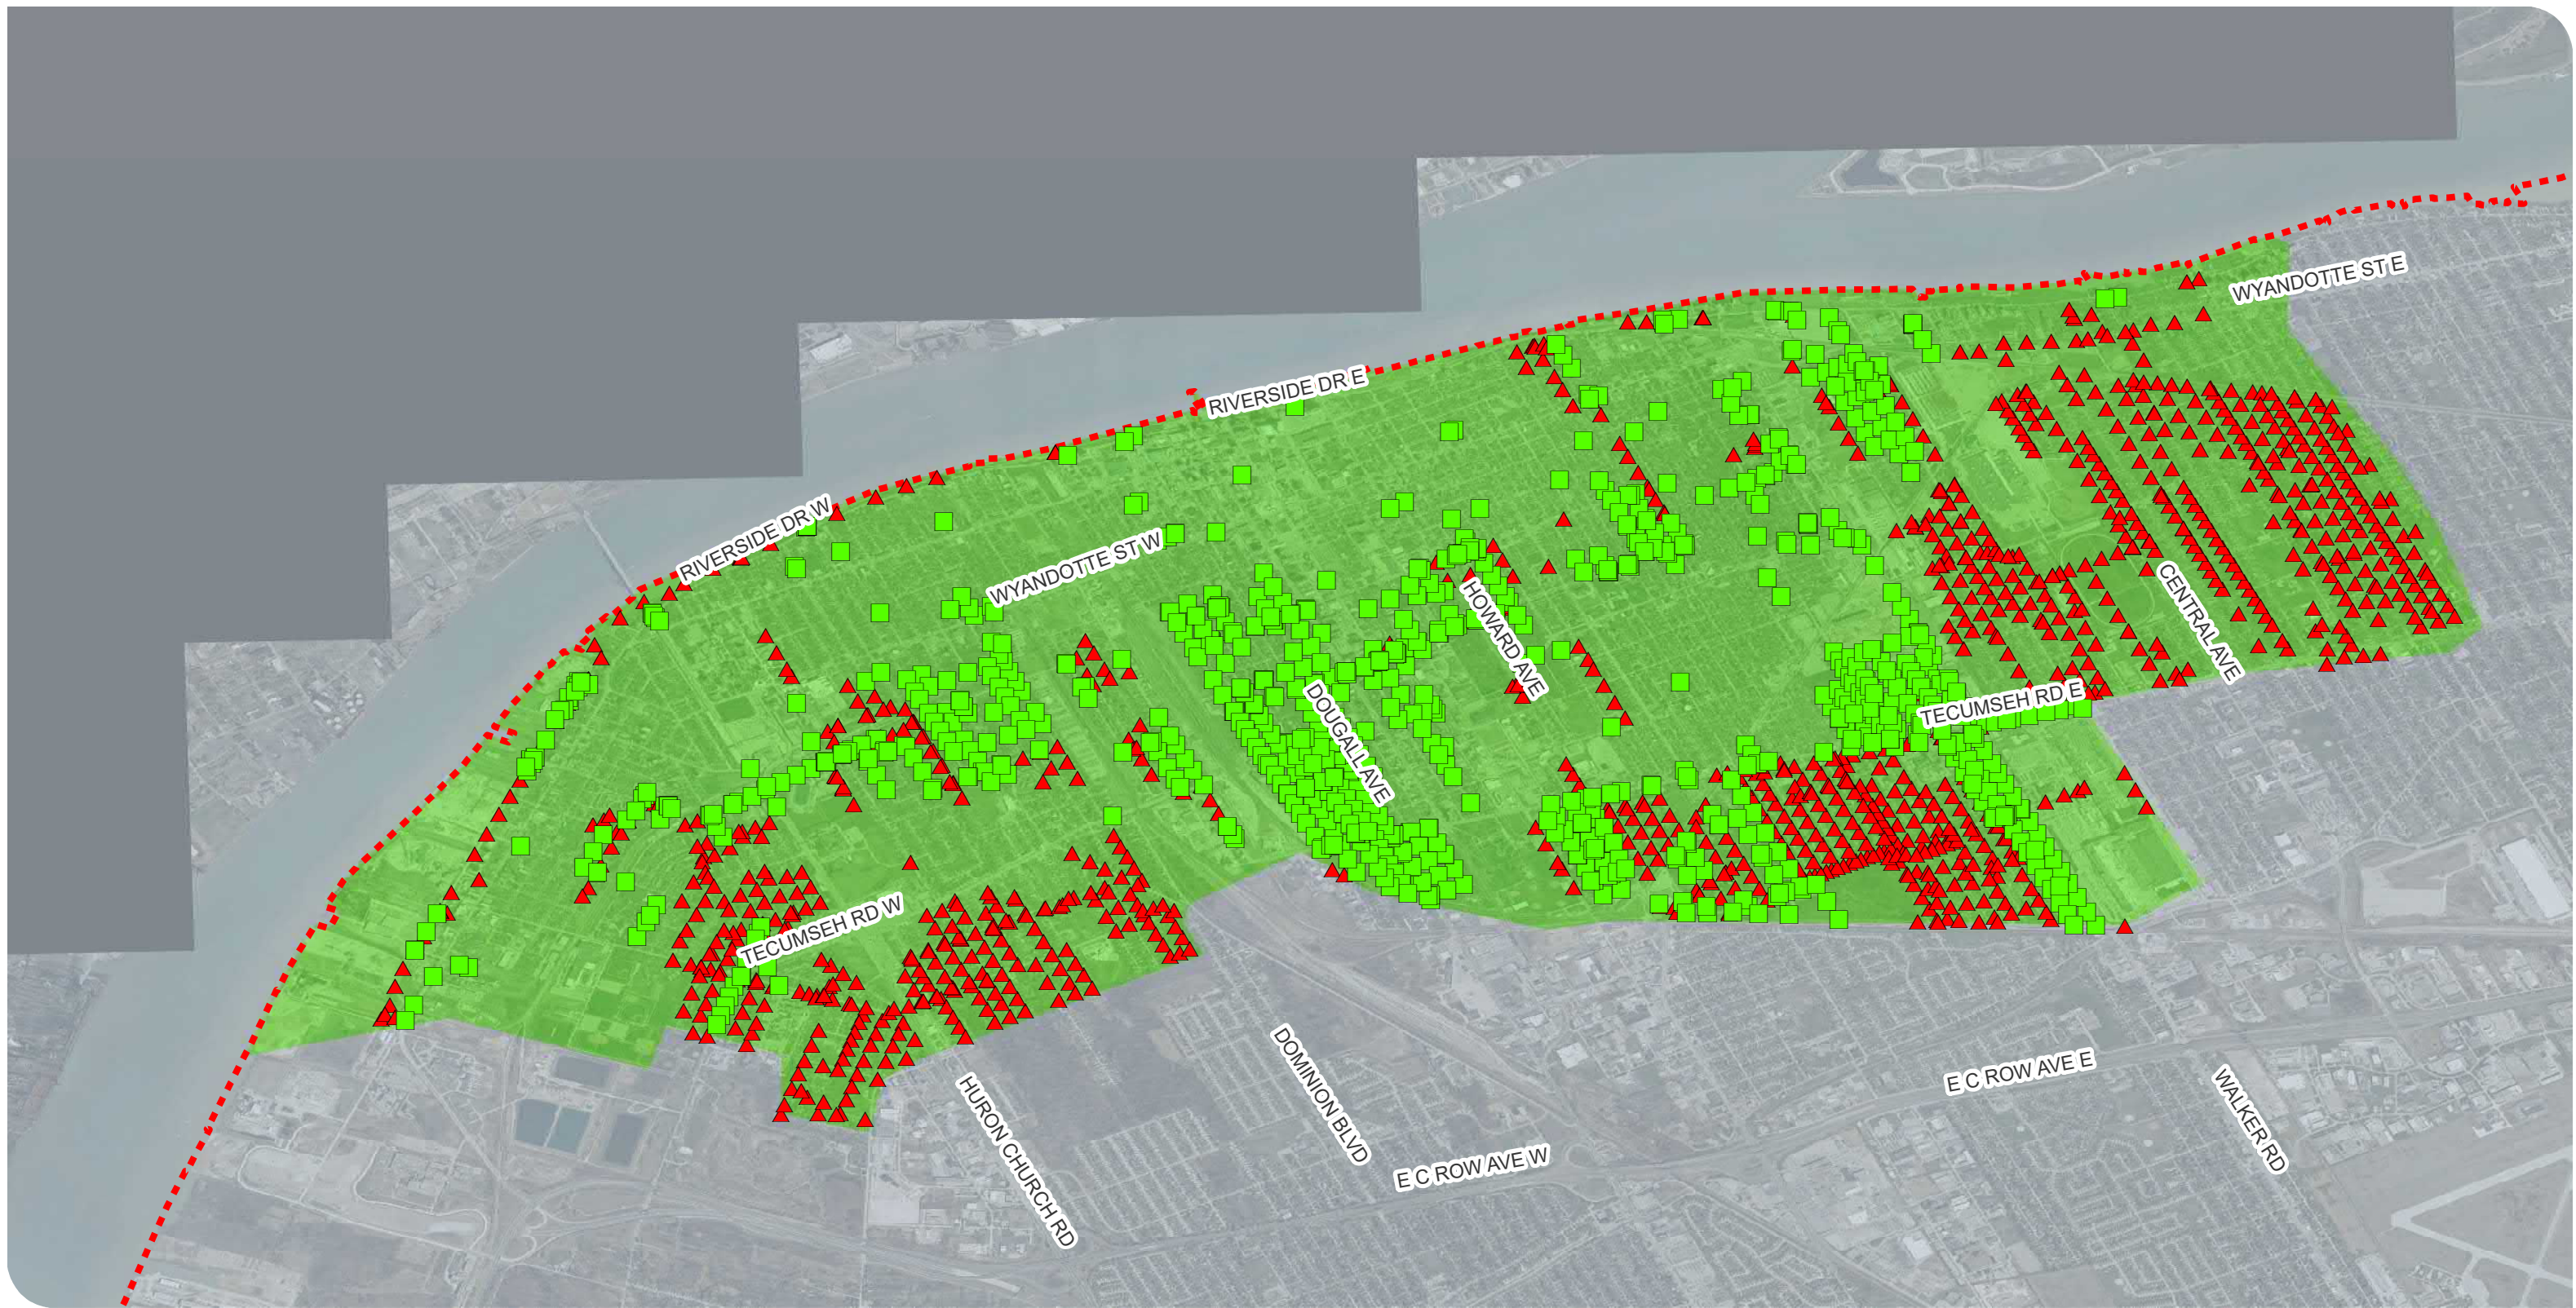 WYANDOTTE ST E
RIVERSIDE DR E
RIVERSIDE DR W
WYANDOTTE ST W
HOWARD AVE
CENTRAL AVE
DOUGALL AVE
TECUMSEH RD E
TECUMSEH RD W
DOMINION BLVD
E C ROW AVE E
HURON CHURCH RD
WALKER RD
E C ROW AVE W